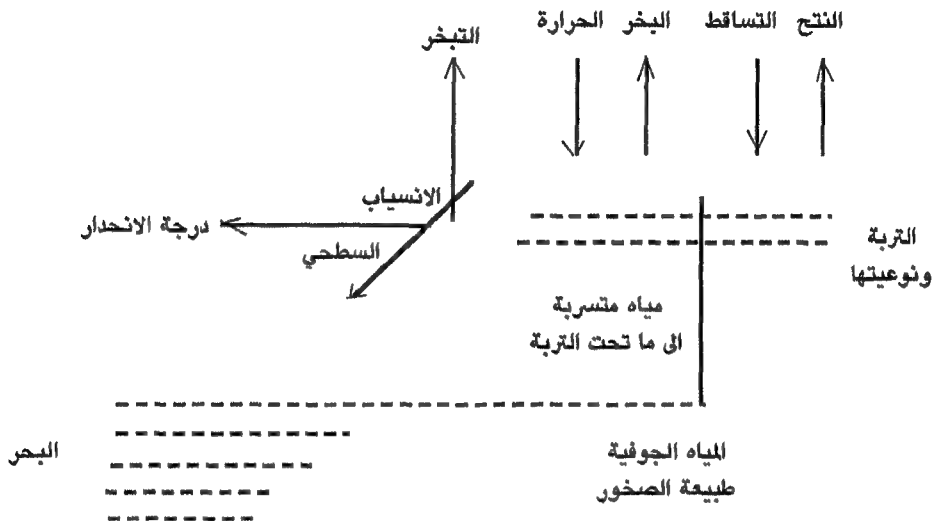 النتح التساقط البخر الحرارة
التبخر
الانسياب
السطحي
درجة الانحدار
التربة
ونوعيتها
مياه متسربة
الى ما تحت التربة
البحر
المياه الجوفية
طبيعة الصخور